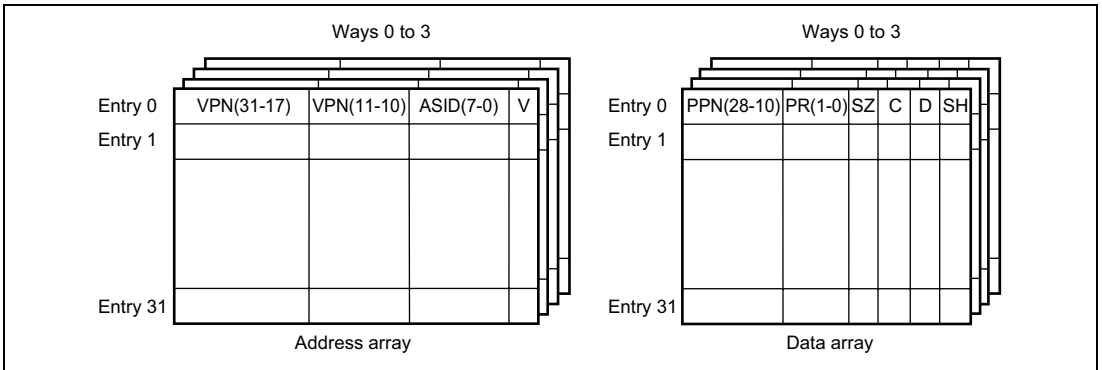 Ways 0 to 3
Entry 0 VPN(31-17) VPN(11-10) ASID(7-0) V
Entry 1
Entry 31
Address array
Ways 0 to 3
Entry 0 PPN(28-10) PR(1-0) SZ C D SH
Entry 1
Entry 31
Data array